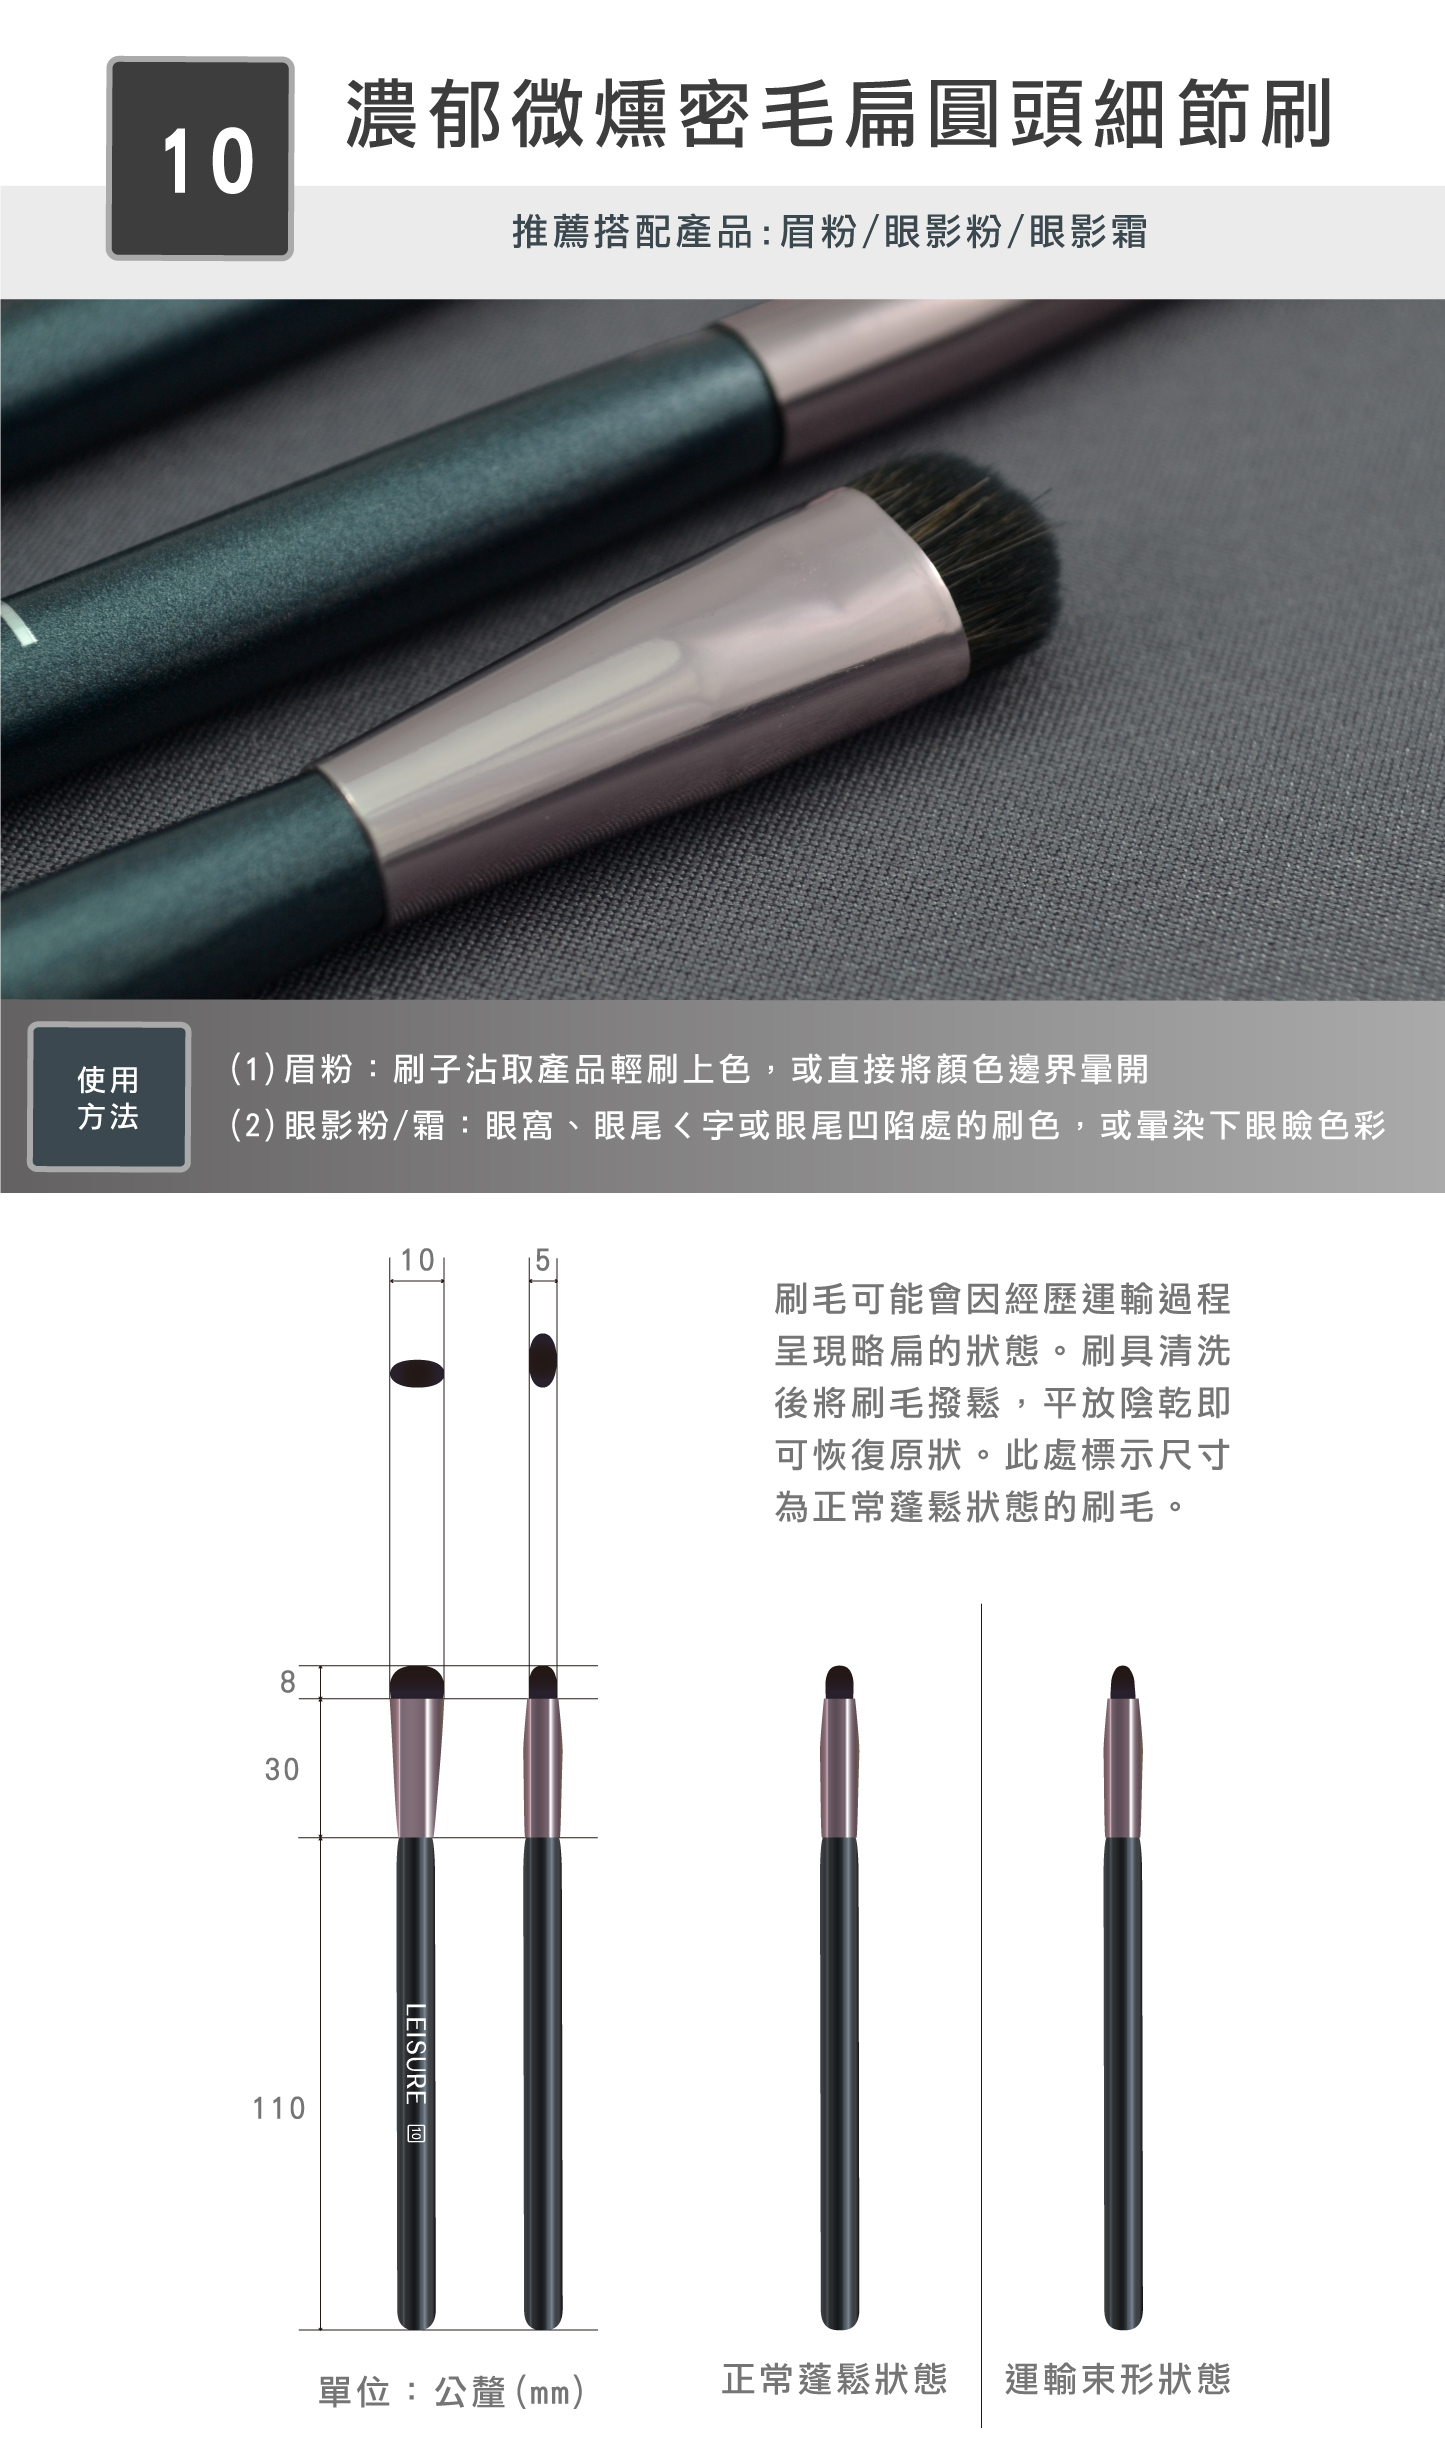 10
濃郁微燻密毛扁圓頭細節刷
推薦搭配產品:眉粉/眼影粉/眼影霜
使用
方法
(1)眉粉：刷子沾取產品輕刷上色，或直接將顏色邊界暈開
(2)眼影粉/霜：眼窩、眼尾ㄑ字或眼尾凹陷處的刷色，或暈染下眼瞼色彩
10
5
刷毛可能會因經歷運輸過程
呈現略扁的狀態。刷具清洗
後將刷毛撥鬆，平放陰乾即
可恢復原狀。此處標示尺寸
為正常蓬鬆狀態的刷毛。
8
30
110
LEISURE 10
單位：公釐(mm)
正常蓬鬆狀態
運輸束形狀態